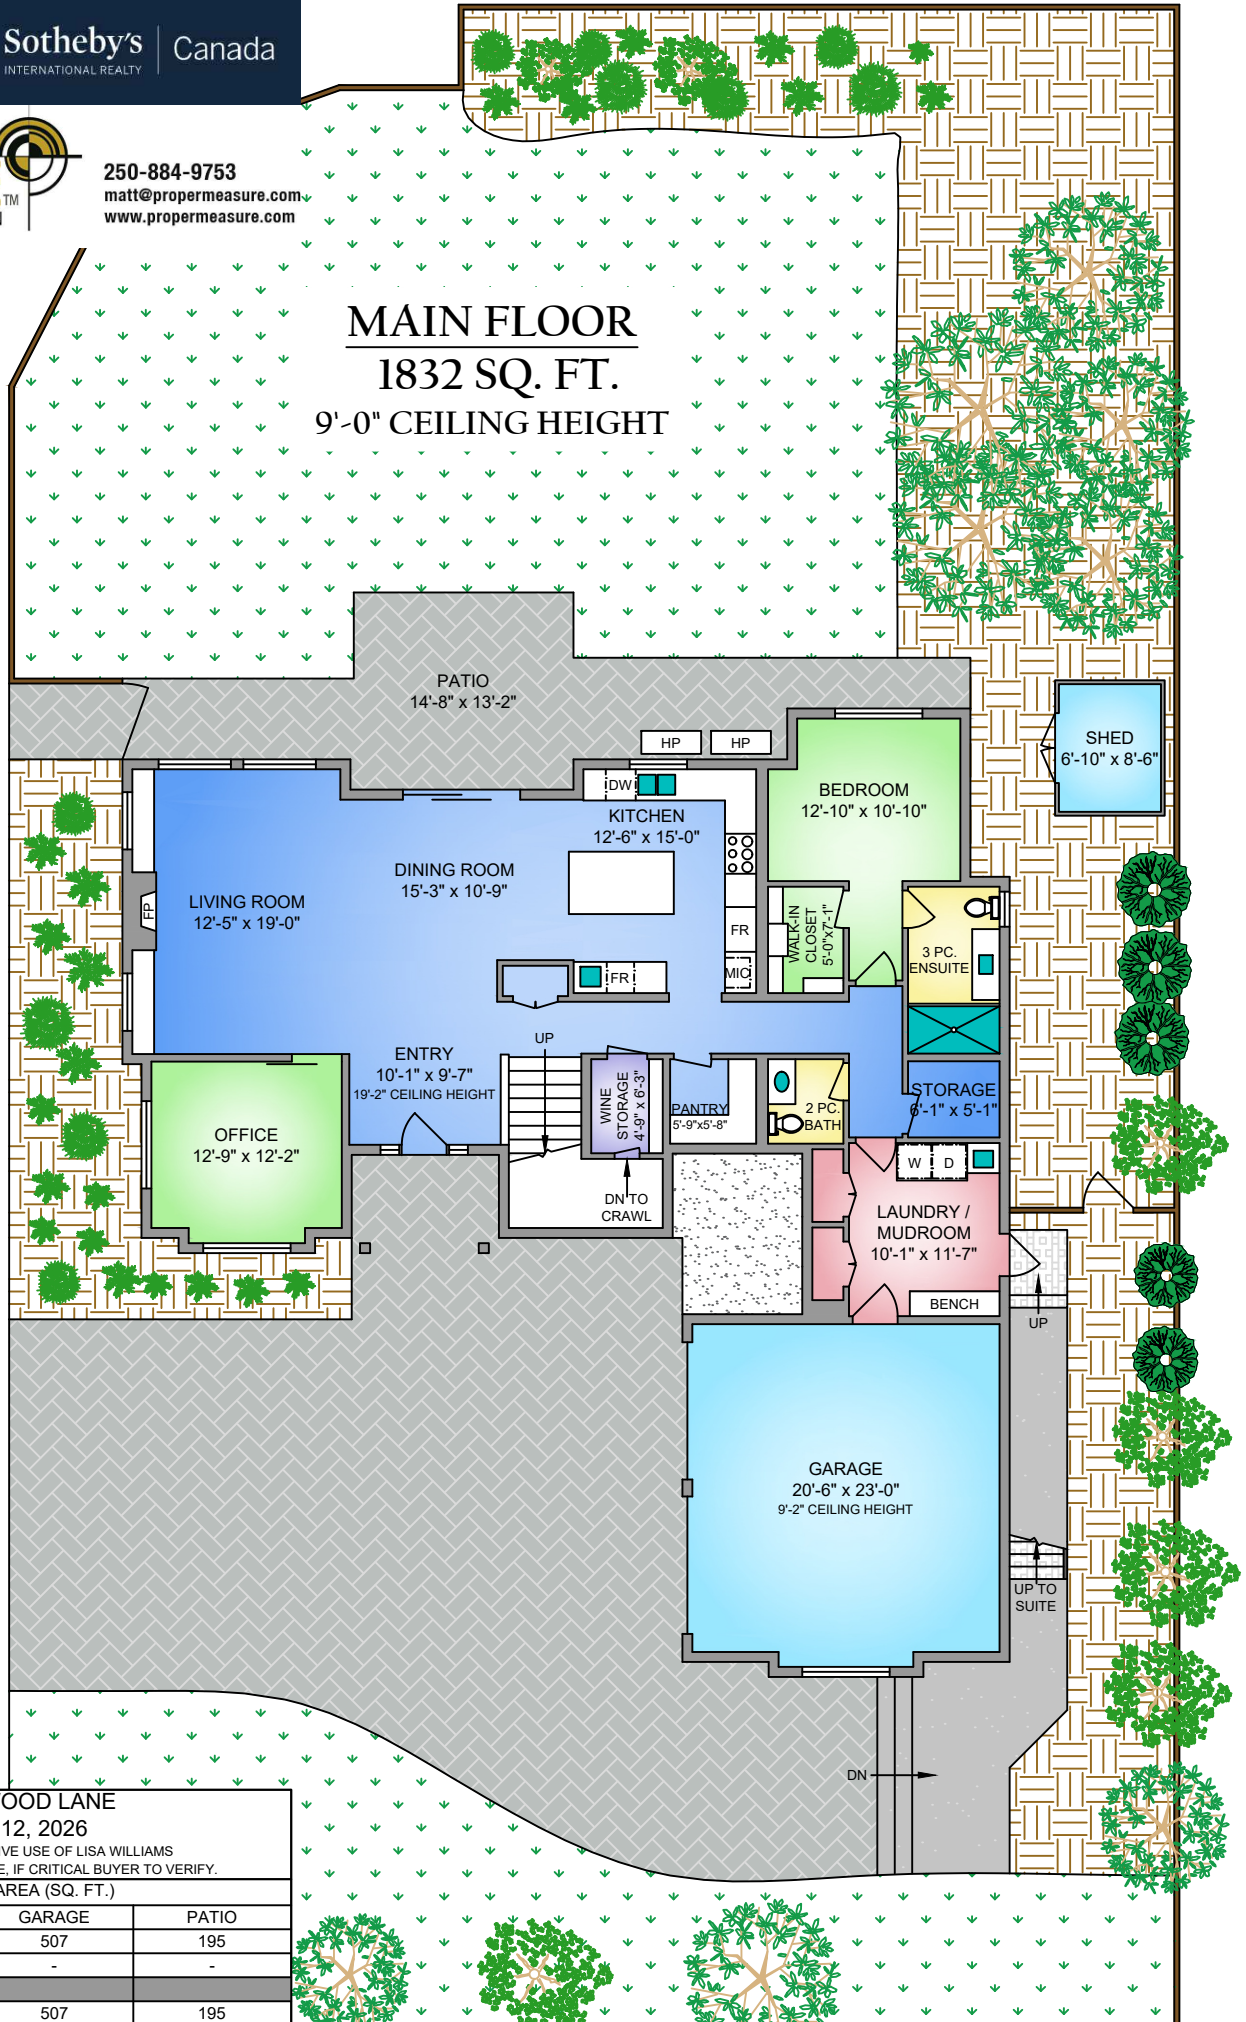 Sotheby's
INTERNATIONAL REALTY
Canada
TM
250-884-9753
matt@propermeasure.com
www.propermeasure.com
MAIN FLOOR
1832 SQ. FT.
9'-0" CEILING HEIGHT
PATIO
14'-8" x 13'-2"
HP
HP
SHED
6'-10" x 8'-6"
BEDROOM
12'-10" x 10'-10"
DW
KITCHEN
12'-6" x 15'-0"
DINING ROOM
15'-3" x 10'-9"
LIVING ROOM
12'-5" x 19'-0"
FP
FR
MIC
FR
WALK-IN
CLOSET
5'-0"x7'-1"
3 PC.
ENSUITE
UP
ENTRY
10'-1" x 9'-7"
19'-2" CEILING HEIGHT
WINE
STORAGE
4'-9" x 6'-3"
PANTRY
5'-9"x5'-8"
2 PC.
BATH
STORAGE
6'-1" x 5'-1"
OFFICE
12'-9" x 12'-2"
W
D
DN TO
CRAWL
LAUNDRY /
MUDROOM
10'-1" x 11'-7"
BENCH
UP
GARAGE
20'-6" x 23'-0"
9'-2" CEILING HEIGHT
UP TO
SUITE
DN
OOD LANE
12, 2026
IVE USE OF LISA WILLIAMS
E, IF CRITICAL BUYER TO VERIFY.
AREA (SQ. FT.)
GARAGE PATIO
507 195
- -
507 195